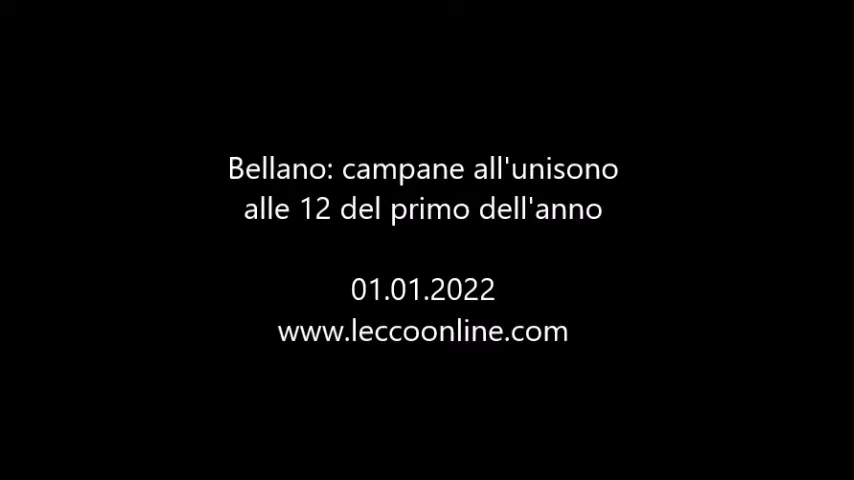 Bellano: campane all'unisono
alle 12 del primo dell'anno
01.01.2022
www.leccoonline.com